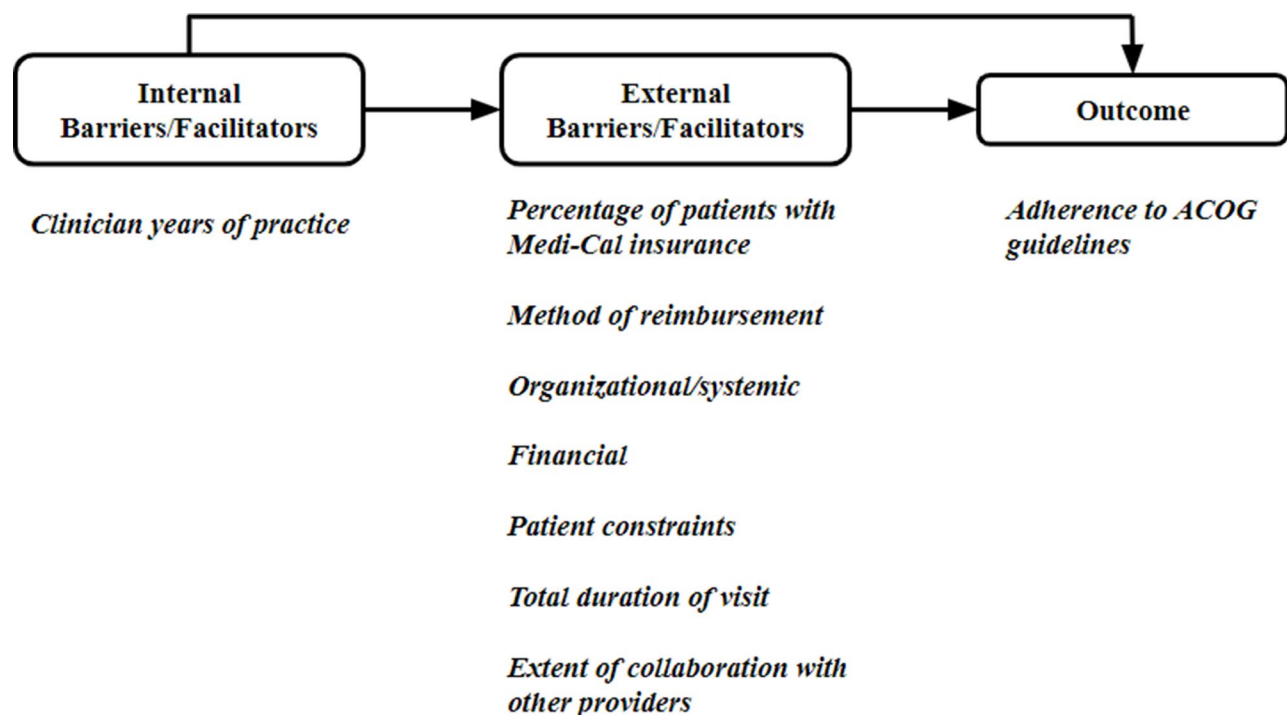 Internal
Barriers/Facilitators
Clinician years of practice
External
Barriers/Facilitators
Percentage of patients with
Medi-Cal insurance
Method of reimbursement
Organizational/systemic
Financial
Patient constraints
Total duration of visit
Extent of collaboration with
other providers
Outcome
Adherence to ACOG
guidelines